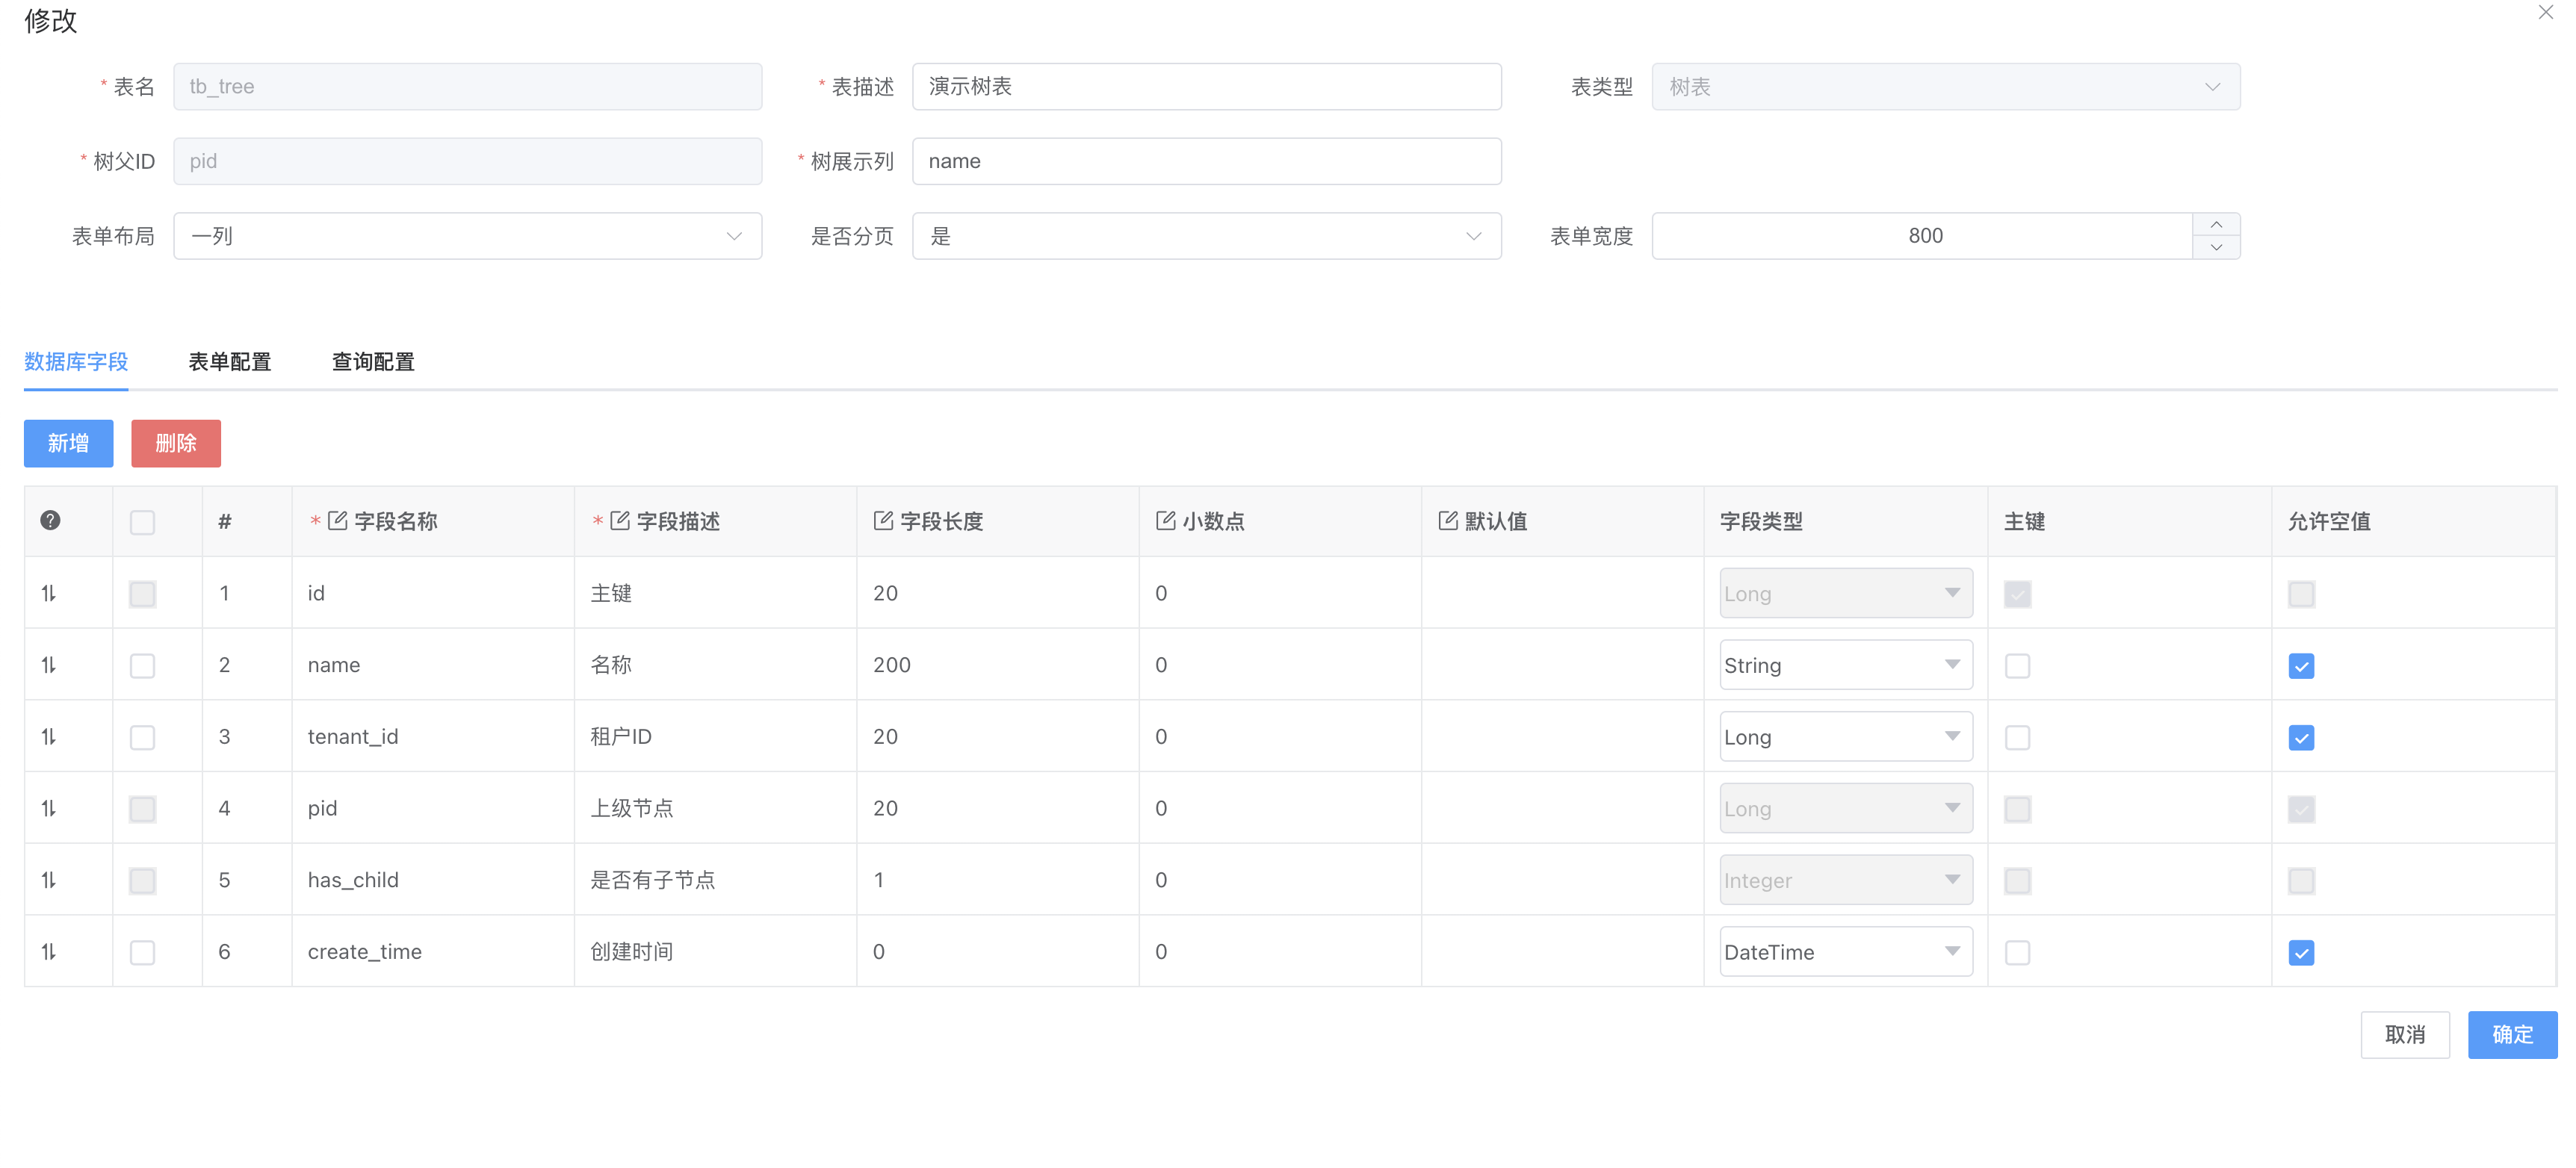 修改
* 表名 tb_tree * 表描述 演示树表 表类型 树表
* 树父ID pid * 树展示列 name
表单布局 一列 是否分页 是 表单宽度 800
数据库字段 表单配置 查询配置
新增 删除
# * 字段名称 * 字段描述 字段长度 小数点 默认值 字段类型 主键 允许空值
1 id 主键 20 0 Long
2 name 名称 200 0 String
3 tenant_id 租户ID 20 0 Long
4 pid 上级节点 20 0 Long
5 has_child 是否有子节点 1 0 Integer
6 create_time 创建时间 0 0 DateTime
取消 确定